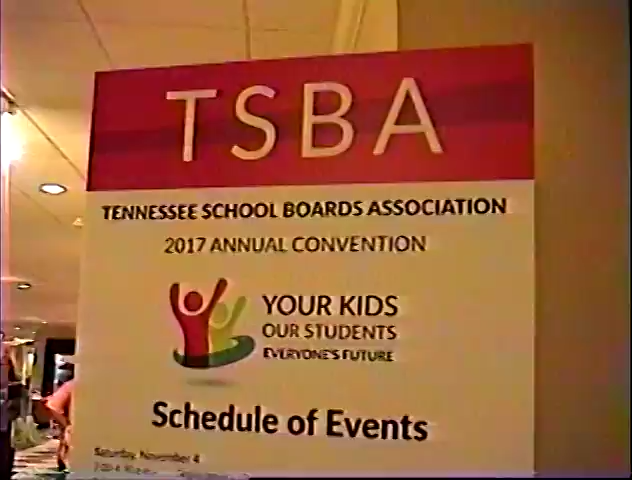 TSBA
TENNESSEE SCHOOL BOARDS ASSOCIATION
2017 ANNUAL CONVENTION
YOUR KIDS
OUR STUDENTS
EVERYONE'S FUTURE
Schedule of Events
Saturday, November 4